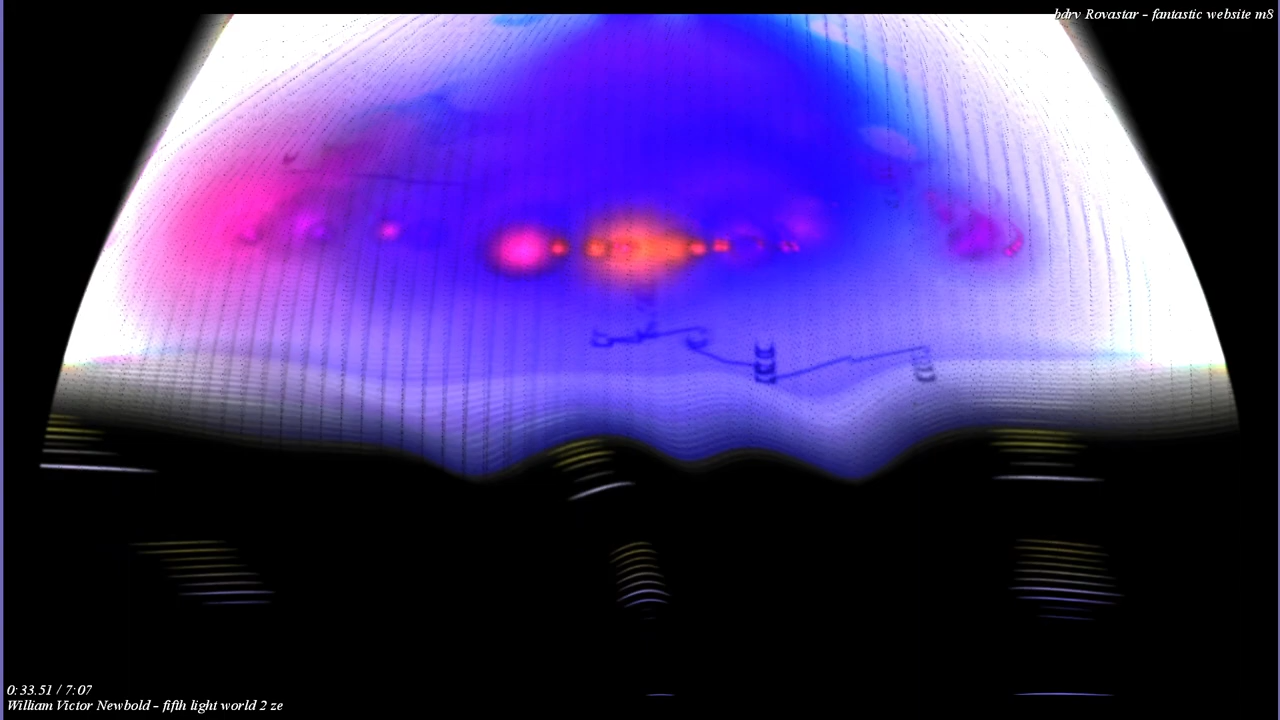 bdrv Rovastar - fantastic website m8
0:33.51 / 7:07
William Victor Newbold - fifth light world 2 ze